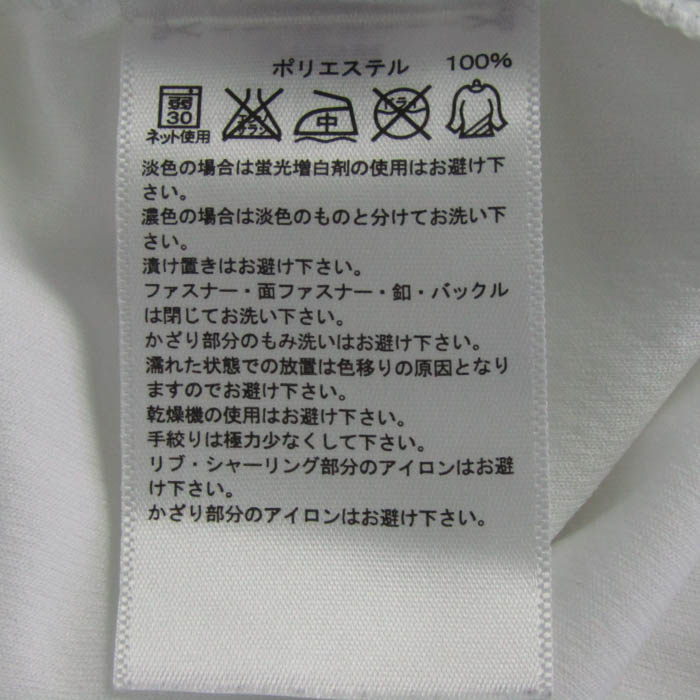 ポリエステル 100%
弱
30
ネット使用
エンソ
サラシ
中
ドライ
淡色の場合は蛍光増白剤の使用はお避け下
さい。
濃色の場合は淡色のものと分けてお洗い下
さい。
漬け置きはお避け下さい。
ファスナー・面ファスナー・釦・バックル
は閉じてお洗い下さい。
かざり部分のもみ洗いはお避け下さい。
濡れた状態での放置は色移りの原因となり
ますのでお避け下さい。
乾燥機の使用はお避け下さい。
手絞りは極力少なくして下さい。
リブ・シャーリング部分のアイロンはお避
け下さい。
かざり部分のアイロンはお避け下さい。